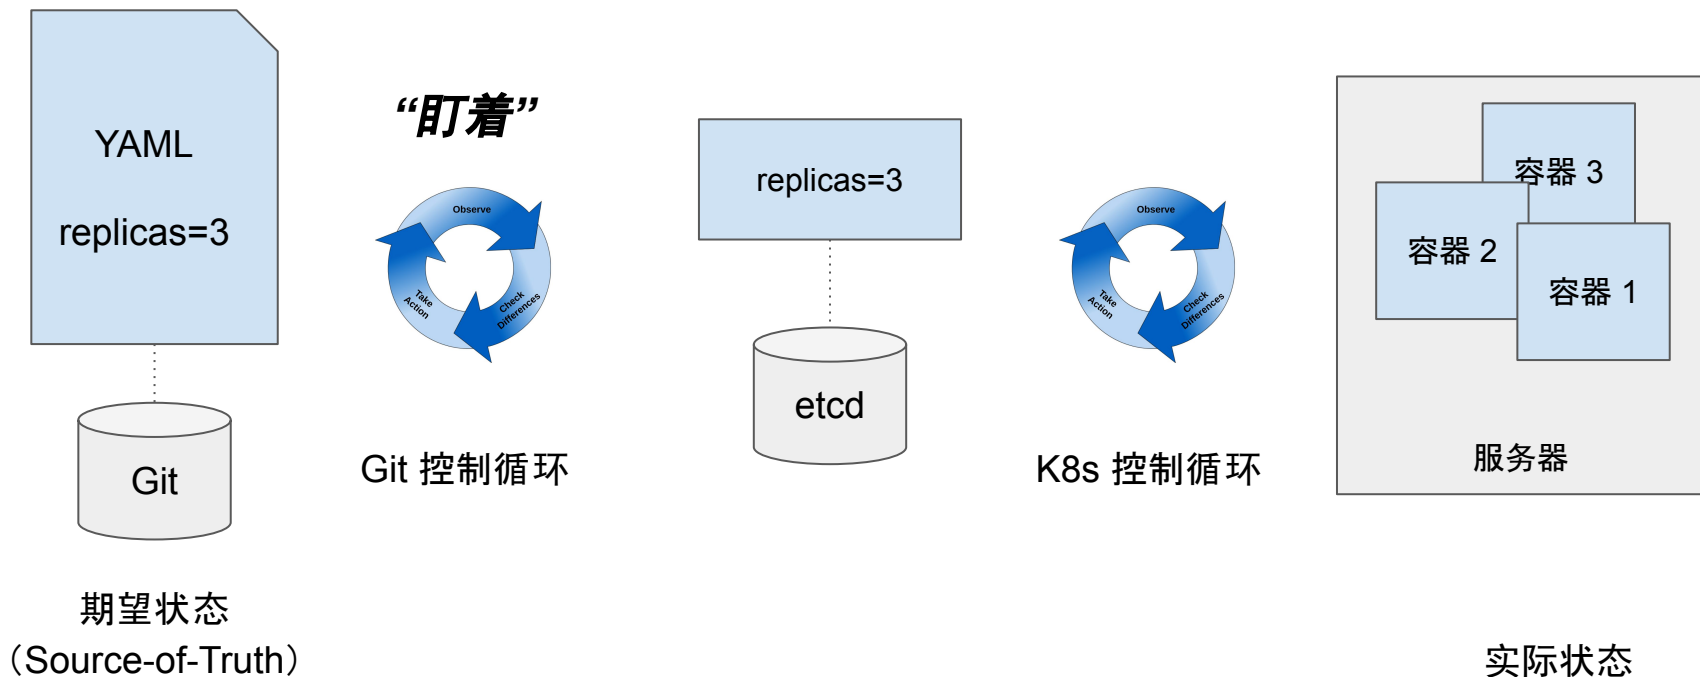 YAML
replicas=3
Git
期望状态
（Source-of-Truth）
“盯着”
Observe
Check
Differences
Take
Action
Git 控制循环
replicas=3
etcd
Observe
Check
Differences
Take
Action
K8s 控制循环
容器 3
容器 2
容器 1
服务器
实际状态